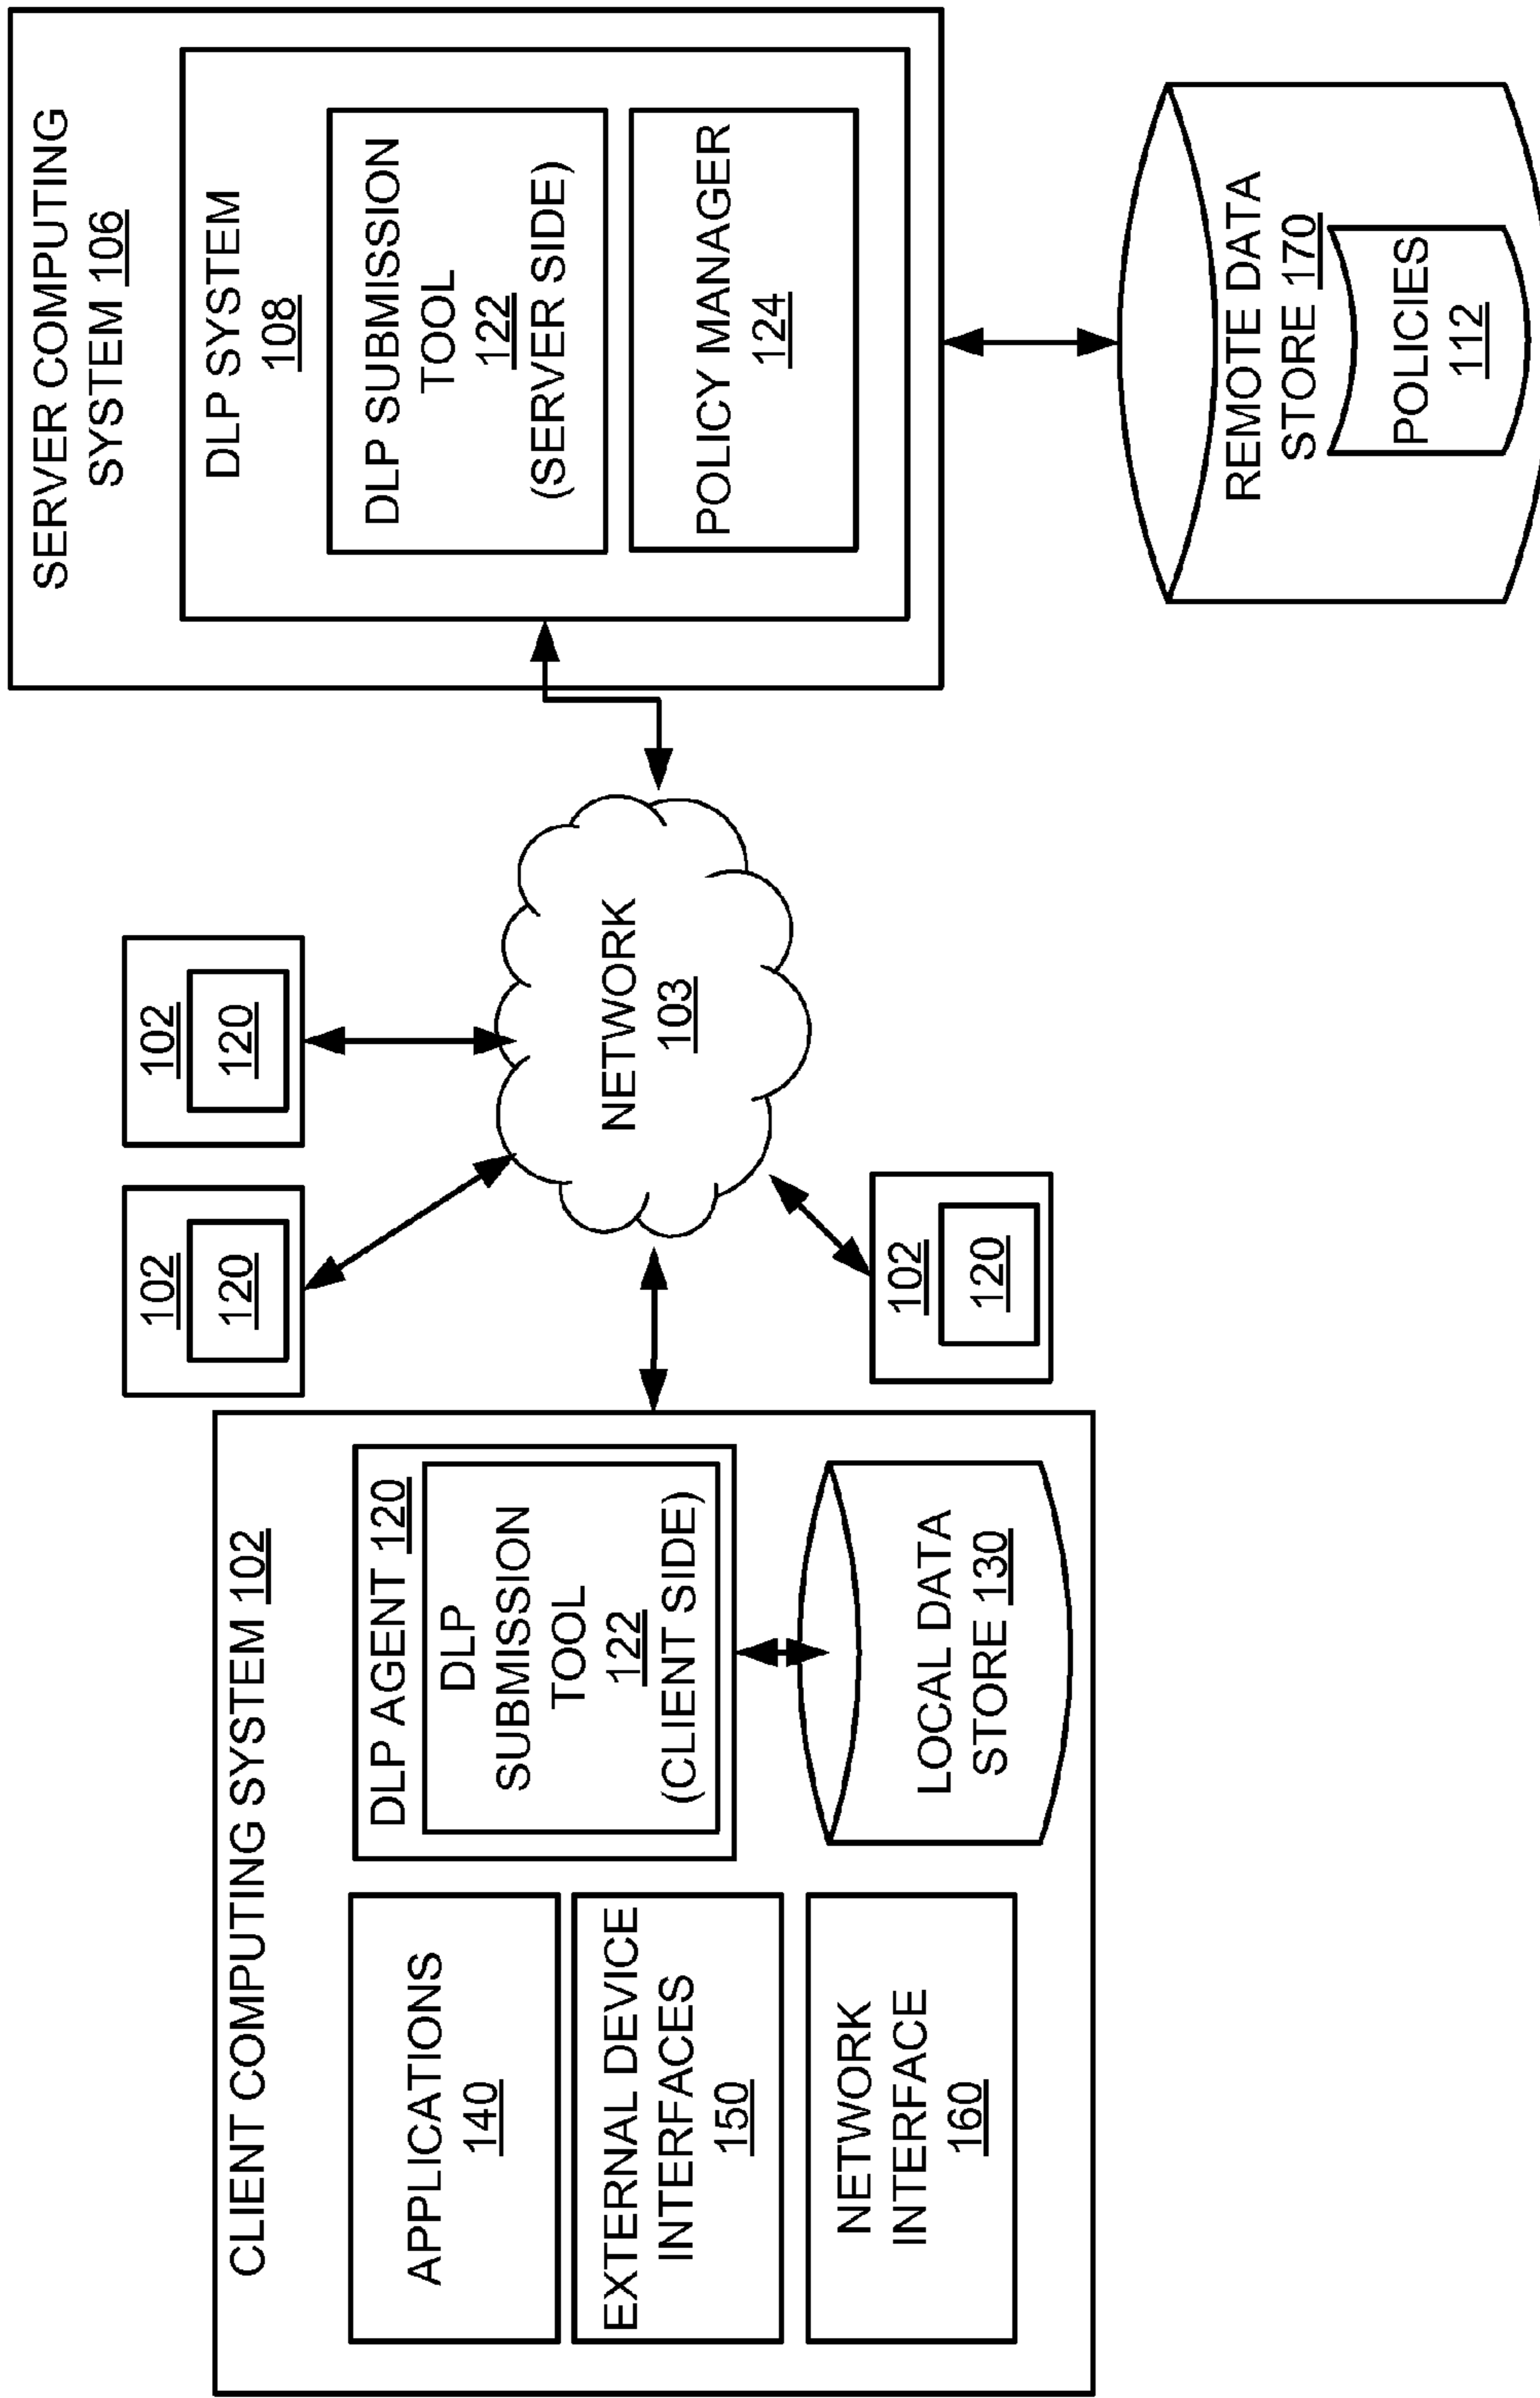 CLIENT COMPUTING SYSTEM 102
APPLICATIONS
140
EXTERNAL DEVICE
INTERFACES
150
NETWORK
INTERFACE
160
DLP AGENT 120
DLP
SUBMISSION
TOOL
122
(CLIENT SIDE)
LOCAL DATA
STORE 130
102
120
102
120
102
120
NETWORK
103
SERVER COMPUTING
SYSTEM 106
DLP SYSTEM
108
DLP SUBMISSION
TOOL
122
(SERVER SIDE)
POLICY MANAGER
124
REMOTE DATA
STORE 170
POLICIES
112